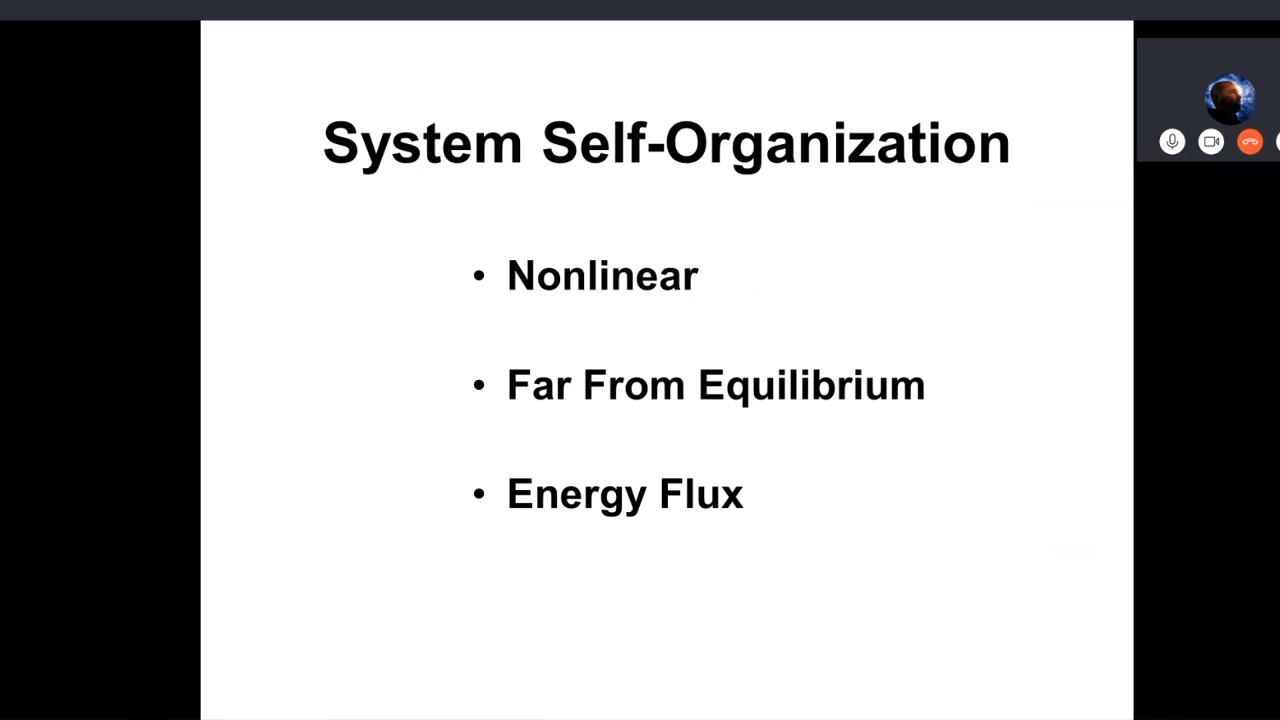 System Self-Organization
• Nonlinear
• Far From Equilibrium
• Energy Flux